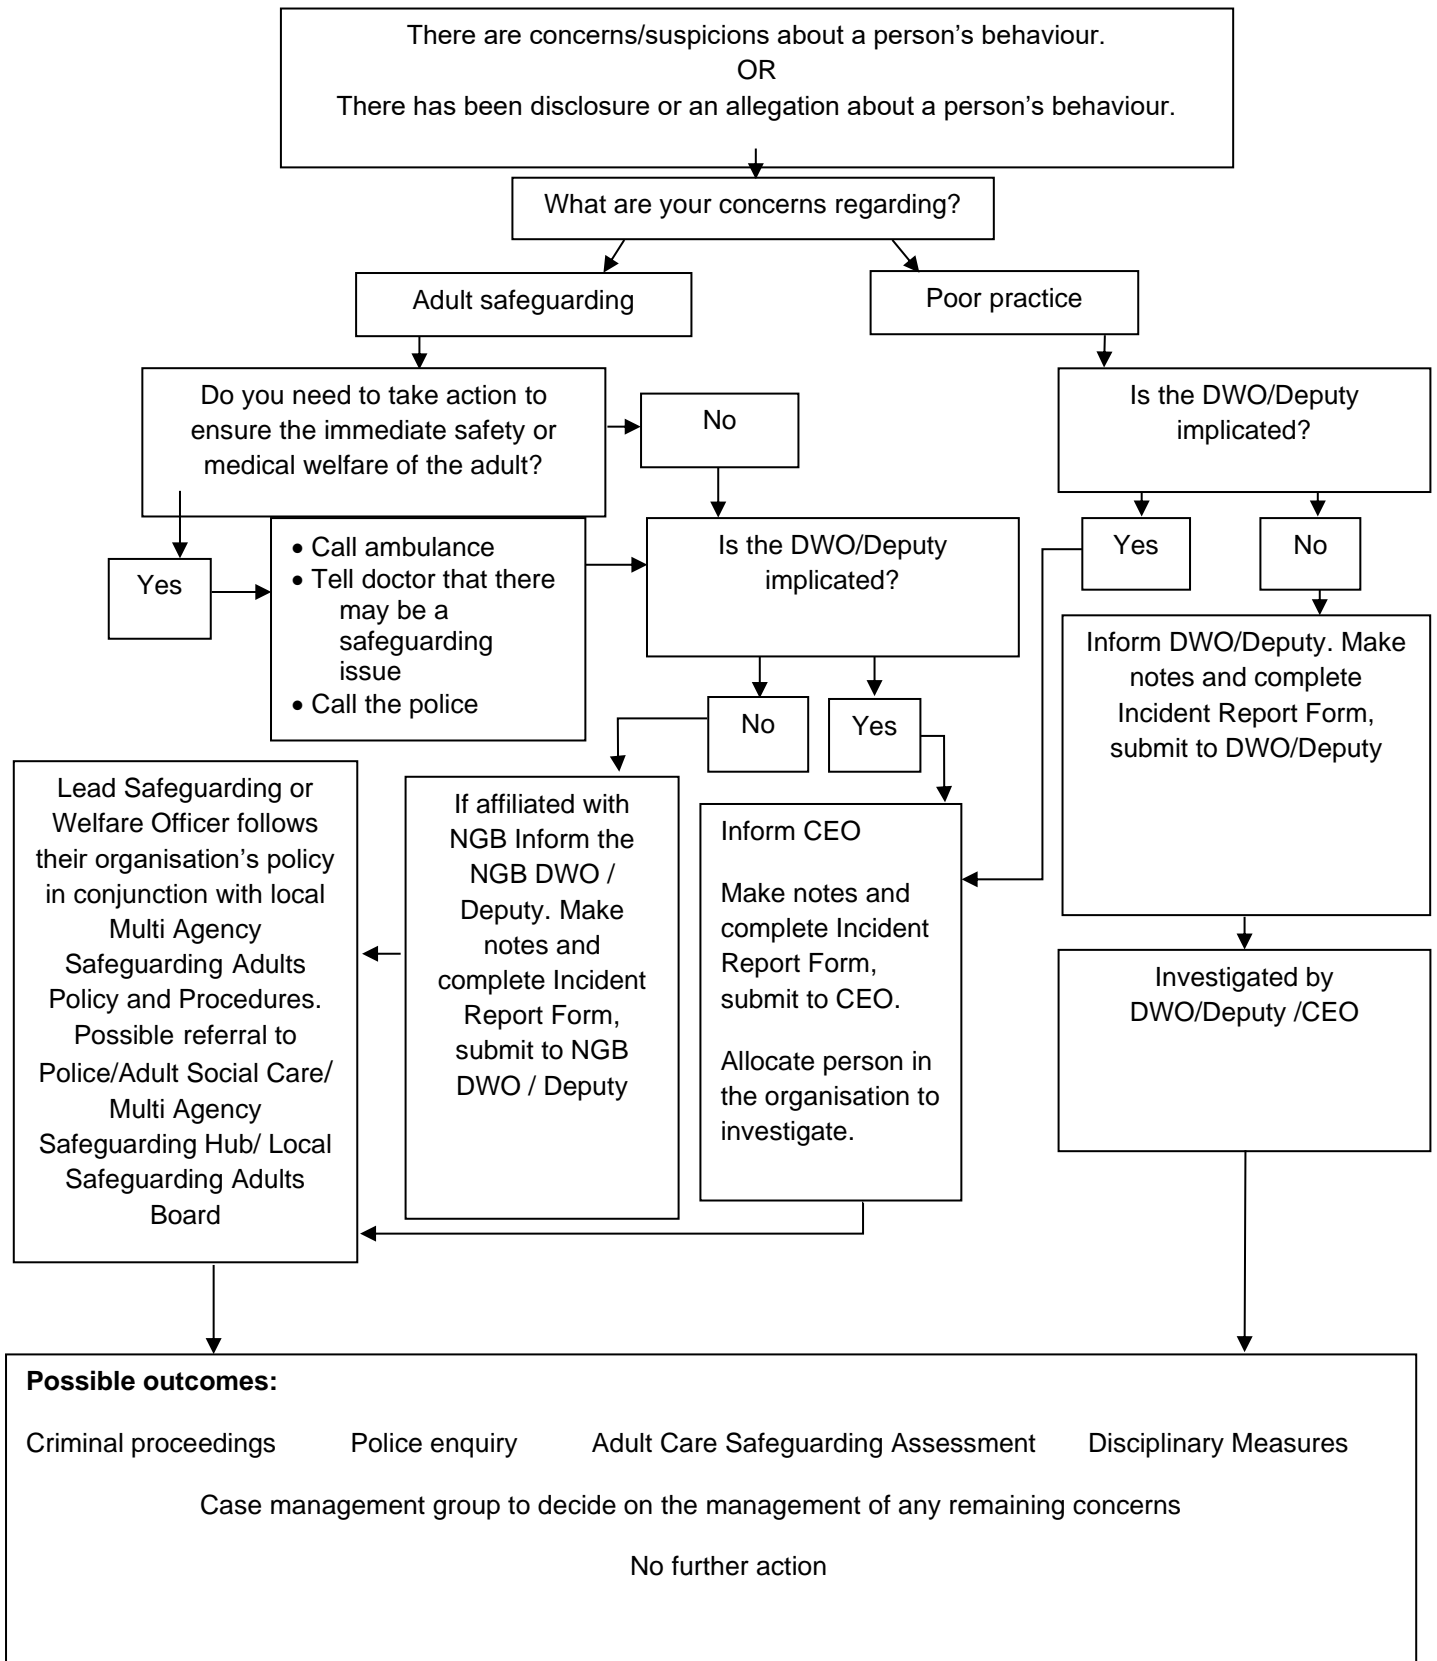 There are concerns/suspicions about a person’s behaviour.
OR
There has been disclosure or an allegation about a person’s behaviour.
What are your concerns regarding?
Adult safeguarding
Poor practice
Do you need to take action to
ensure the immediate safety or
medical welfare of the adult?
No
Is the DWO/Deputy
implicated?
Yes
• Call ambulance
• Tell doctor that there
may be a
safeguarding
issue
• Call the police
Is the DWO/Deputy
implicated?
Yes
No
No
Yes
Inform DWO/Deputy. Make
notes and complete
Incident Report Form,
submit to DWO/Deputy
Lead Safeguarding or
Welfare Officer follows
their organisation’s policy
in conjunction with local
Multi Agency
Safeguarding Adults
Policy and Procedures.
Possible referral to
Police/Adult Social Care/
Multi Agency
Safeguarding Hub/ Local
Safeguarding Adults
Board
If affiliated with
NGB Inform the
NGB DWO /
Deputy. Make
notes and
complete Incident
Report Form,
submit to NGB
DWO / Deputy
Inform CEO
Make notes and
complete Incident
Report Form,
submit to CEO.
Allocate person in
the organisation to
investigate.
Investigated by
DWO/Deputy /CEO
Possible outcomes:
Criminal proceedings Police enquiry Adult Care Safeguarding Assessment Disciplinary Measures
Case management group to decide on the management of any remaining concerns
No further action